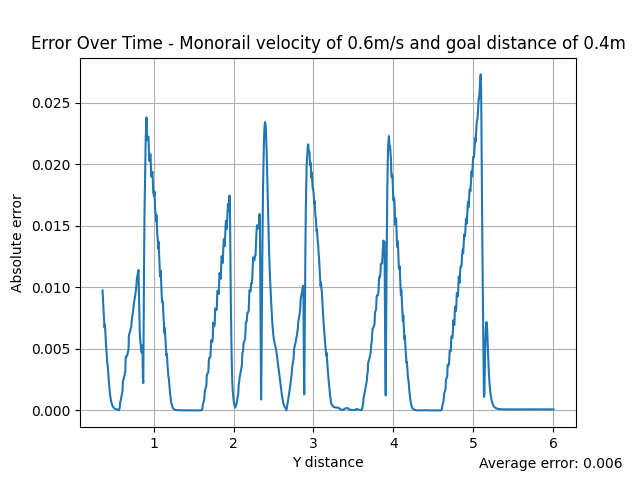 Error Over Time - Monorail velocity of 0.6m/s and goal distance of 0.4m
Absolute error
0.025
0.020
0.015
0.010
0.005
0.000
1 2 3 4 5 6
Y distance
Average error: 0.006